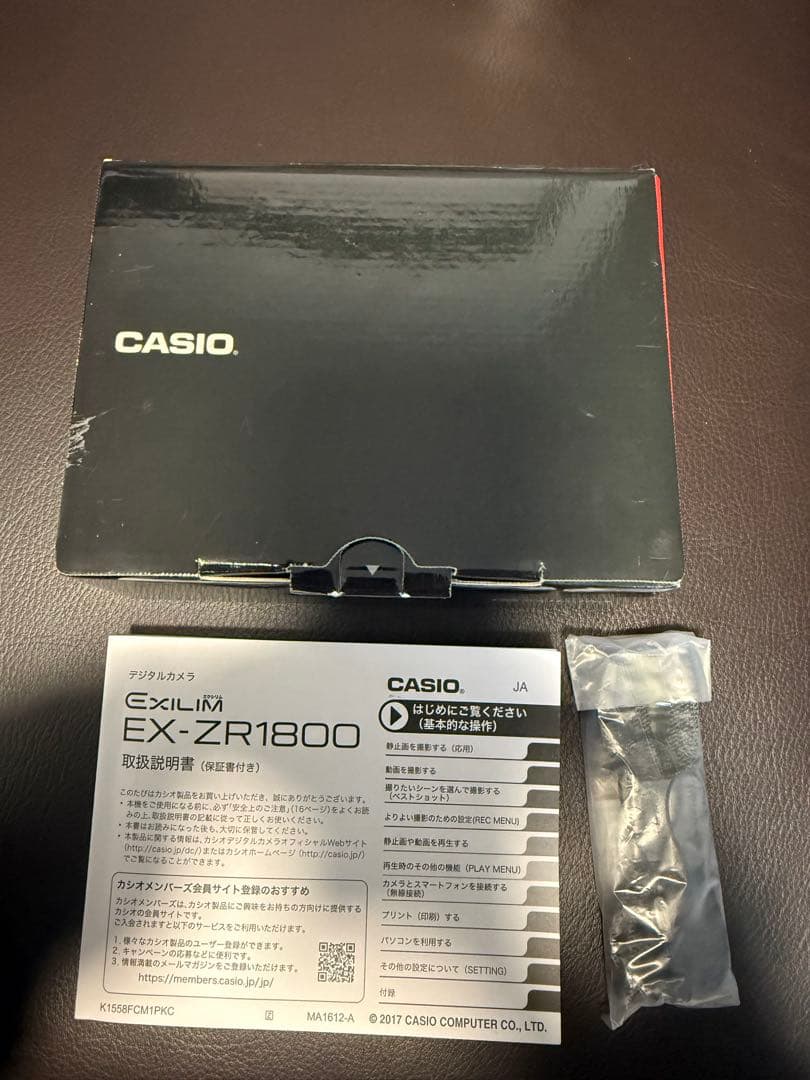 CASIO®
デジタルカメラ
エクシリム
EXILIM
EX-ZR1800
取扱説明書（保証書付き）
このたびはカシオ製品をお買い上げいただき、誠にありがとうございます。
• 本機をご使用になる前に、必ず「安全上のご注意」（16ページ）をよくお読
みの上、取扱説明書の記載に従って正しくお使いください。
• 本書はお読みになった後も、大切に保管してください。
• 本製品に関する情報は、カシオデジタルカメラオフィシャルWebサイト
（http://casio.jp/dc/）またはカシオホームページ（http://casio.jp/）
でご覧になることができます。
カシオメンバーズ会員サイト登録のおすすめ
カシオメンバーズは、カシオ製品にご興味をお持ちの方向けに提供する
カシオの会員サイトです。
ご入会されますと以下のサービスをご利用いただけます。
1. 様々なカシオ製品のユーザー登録ができます。
2. キャンペーンの応募などに便利です。
3. 情報満載のメールマガジンをご登録いただけます。
https://members.casio.jp/jp/
K1558FCM1PKC
Z
MA1612-A
CASIO®
JA
はじめにご覧ください
（基本的な操作）
静止画を撮影する（応用）
動画を撮影する
撮りたいシーンを選んで撮影する
（ベストショット）
よりよい撮影のための設定（REC MENU）
静止画や動画を再生する
再生時のその他の機能（PLAY MENU）
カメラとスマートフォンを接続する
（無線接続）
プリント（印刷）する
パソコンを利用する
その他の設定について（SETTING）
付録
© 2017 CASIO COMPUTER CO., LTD.